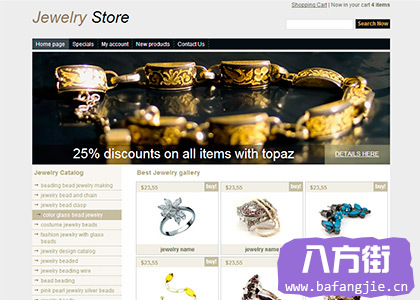 Jewelry Store
Shopping Cart | Now in your cart 4 items
Search Now
Home page Specials My account New products Contact Us
25% discounts on all items with topaz
DETAILS HERE
Jewelry Catalog
beading bead jewelry making
jewelry bead and chain
jewelry bead clasp
color glass bead jewelry
costume jewelry beads
fashion jewelry with glass
beads
jewelry design catalog
jewelry beaded
jewelry beading wire
bead beading
pink pearl jewelry silver beads
Best Jewelry gallery
$23,55 buy!
$23,55 buy!
$23,55 buy!
jewelry name
jewelry name
$23,55 buy!
$23,55 buy!
八方街
www.bafangjie.cn